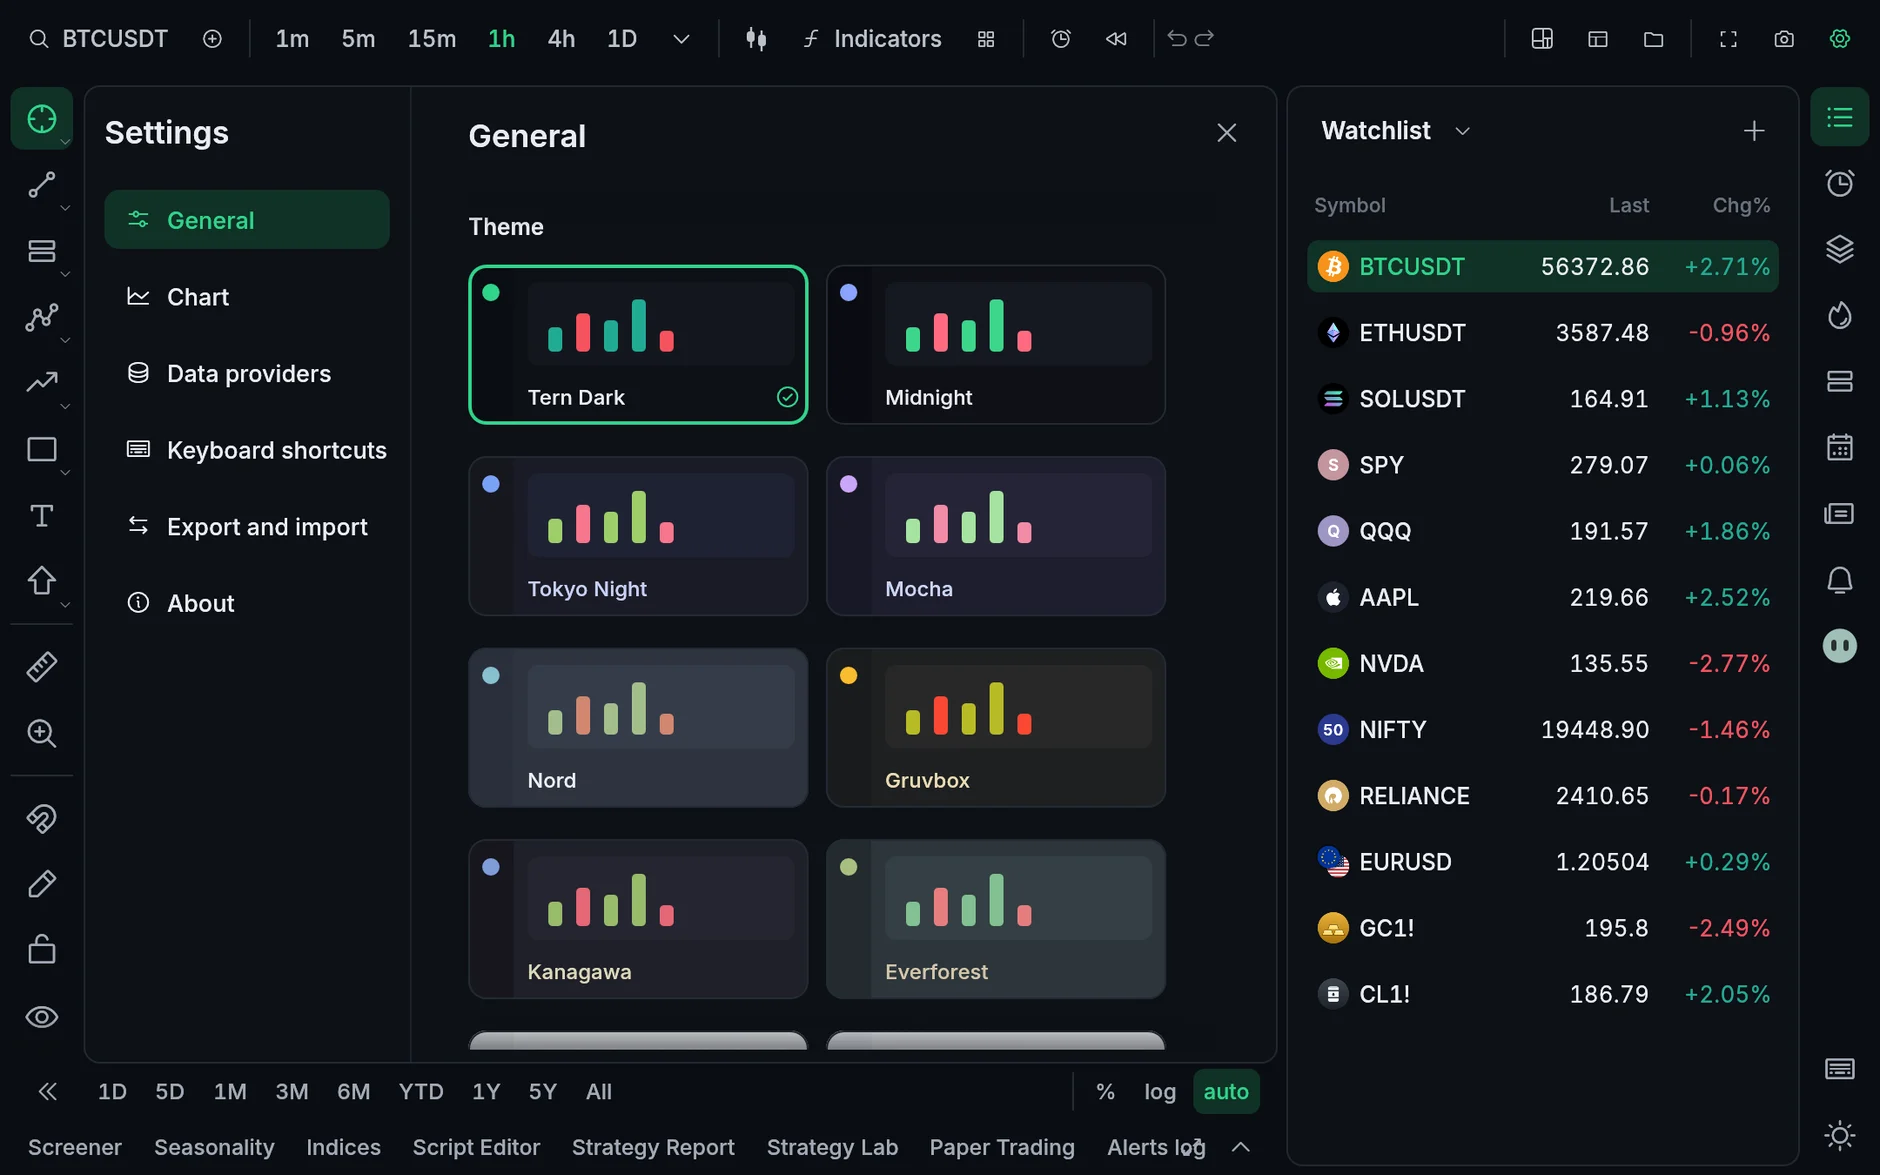 BTCUSDT 1m 5m 15m 1h 4h 1D Indicators
Settings
General
Chart
Data providers
Keyboard shortcuts
Export and import
About
General
Theme
Tern Dark
Midnight
Tokyo Night
Mocha
Nord
Gruvbox
Kanagawa
Everforest
Watchlist
Symbol Last Chg%
BTCUSDT 56372.86 +2.71%
ETHUSDT 3587.48 -0.96%
SOLUSDT 164.91 +1.13%
S SPY 279.07 +0.06%
Q QQQ 191.57 +1.86%
AAPL 219.66 +2.52%
NVDA 135.55 -2.77%
50 NIFTY 19448.90 -1.46%
RELIANCE 2410.65 -0.17%
EURUSD 1.20504 +0.29%
GC1! 195.8 -2.49%
CL1! 186.79 +2.05%
1D 5D 1M 3M 6M YTD 1Y 5Y All % log auto
Screener Seasonality Indices Script Editor Strategy Report Strategy Lab Paper Trading Alerts log